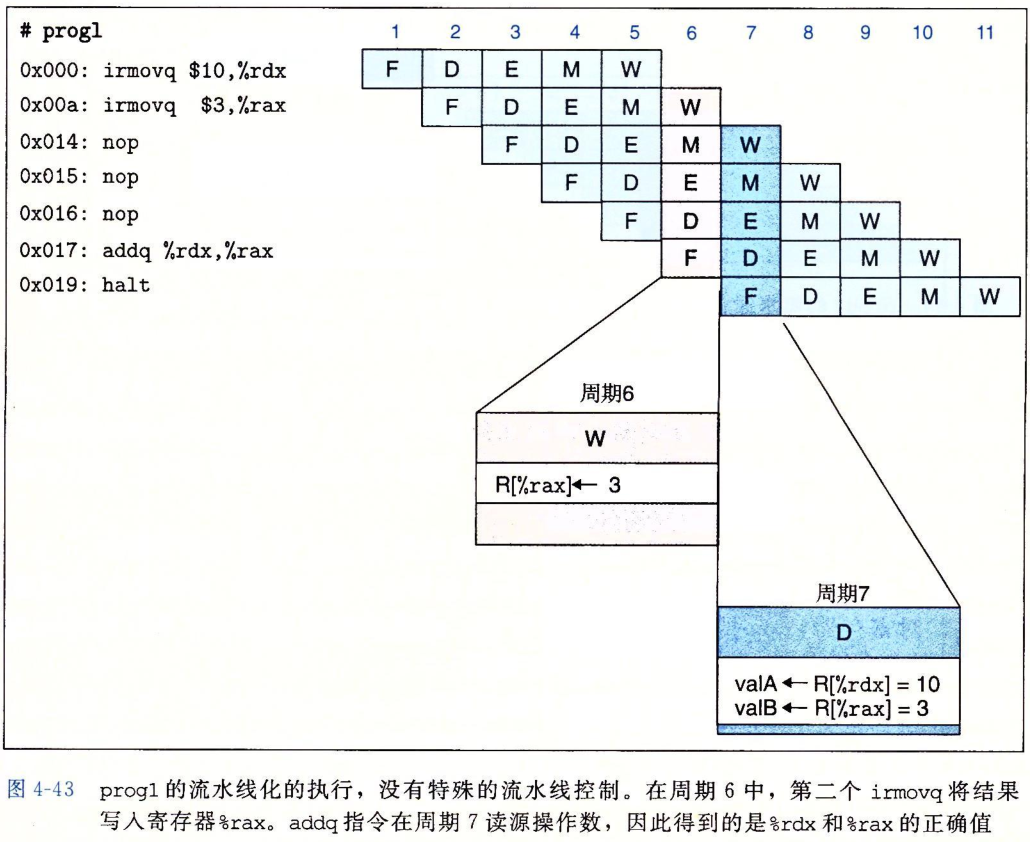 # prog1 1 2 3 4 5 6 7 8 9 10 11
0x000: irmovq $10,%rdx F D E M W
0x00a: irmovq $3,%rax F D E M W
0x014: nop F D E M W
0x015: nop F D E M W
0x016: nop F D E M W
0x017: addq %rdx,%rax F D E M W
0x019: halt F D E M W
周期6
W
R[%rax]← 3
周期7
D
valA ← R[%rdx] = 10
valB ← R[%rax] = 3
图 4-43 prog1 的流水线化的执行，没有特殊的流水线控制。在周期 6 中，第二个 irmovq 将结果
写入寄存器%rax。addq 指令在周期 7 读源操作数，因此得到的是%rdx 和%rax 的正确值